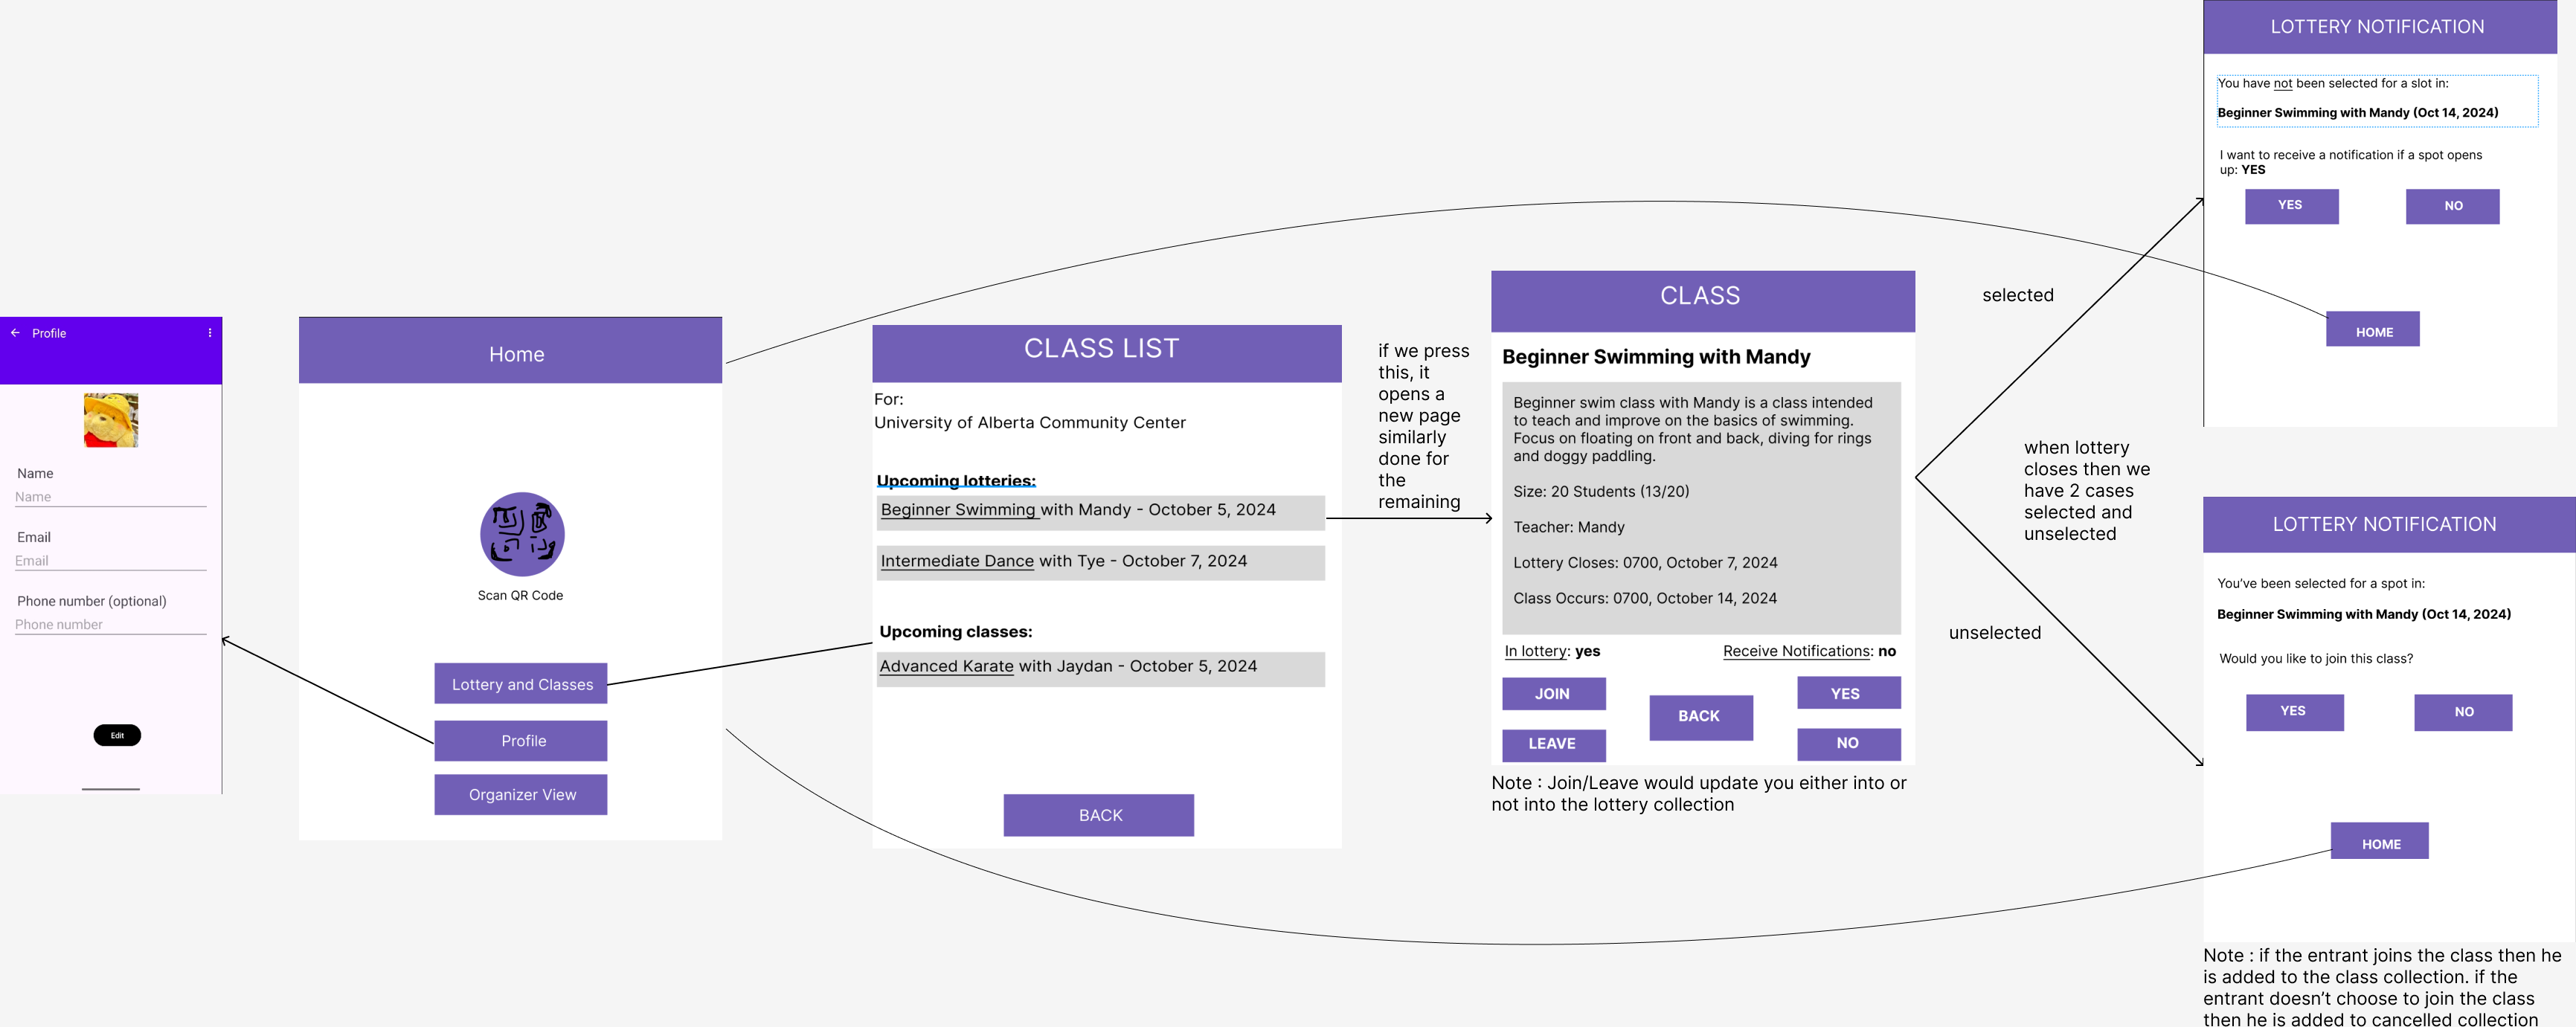 Profile
Name
Name
Email
Email
Phone number (optional)
Phone number
Edit
Home
Scan QR Code
Lottery and Classes
Profile
Organizer View
CLASS LIST
For:
University of Alberta Community Center
Upcoming lotteries:
Beginner Swimming with Mandy - October 5, 2024
Intermediate Dance with Tye - October 7, 2024
Upcoming classes:
Advanced Karate with Jaydan - October 5, 2024
BACK
if we press
this, it
opens a
new page
similarly
done for
the
remaining
CLASS
Beginner Swimming with Mandy
Beginner swim class with Mandy is a class intended
to teach and improve on the basics of swimming.
Focus on floating on front and back, diving for rings
and doggy paddling.
Size: 20 Students (13/20)
Teacher: Mandy
Lottery Closes: 0700, October 7, 2024
Class Occurs: 0700, October 14, 2024
In lottery: yes
Receive Notifications: no
JOIN
LEAVE
BACK
YES
NO
Note : Join/Leave would update you either into or
not into the lottery collection
selected
when lottery
closes then we
have 2 cases
selected and
unselected
unselected
LOTTERY NOTIFICATION
You have not been selected for a slot in:
Beginner Swimming with Mandy (Oct 14, 2024)
I want to receive a notification if a spot opens
up: YES
YES
NO
HOME
LOTTERY NOTIFICATION
You've been selected for a spot in:
Beginner Swimming with Mandy (Oct 14, 2024)
Would you like to join this class?
YES
NO
HOME
Note : if the entrant joins the class then he
is added to the class collection. if the
entrant doesn't choose to join the class
then he is added to cancelled collection